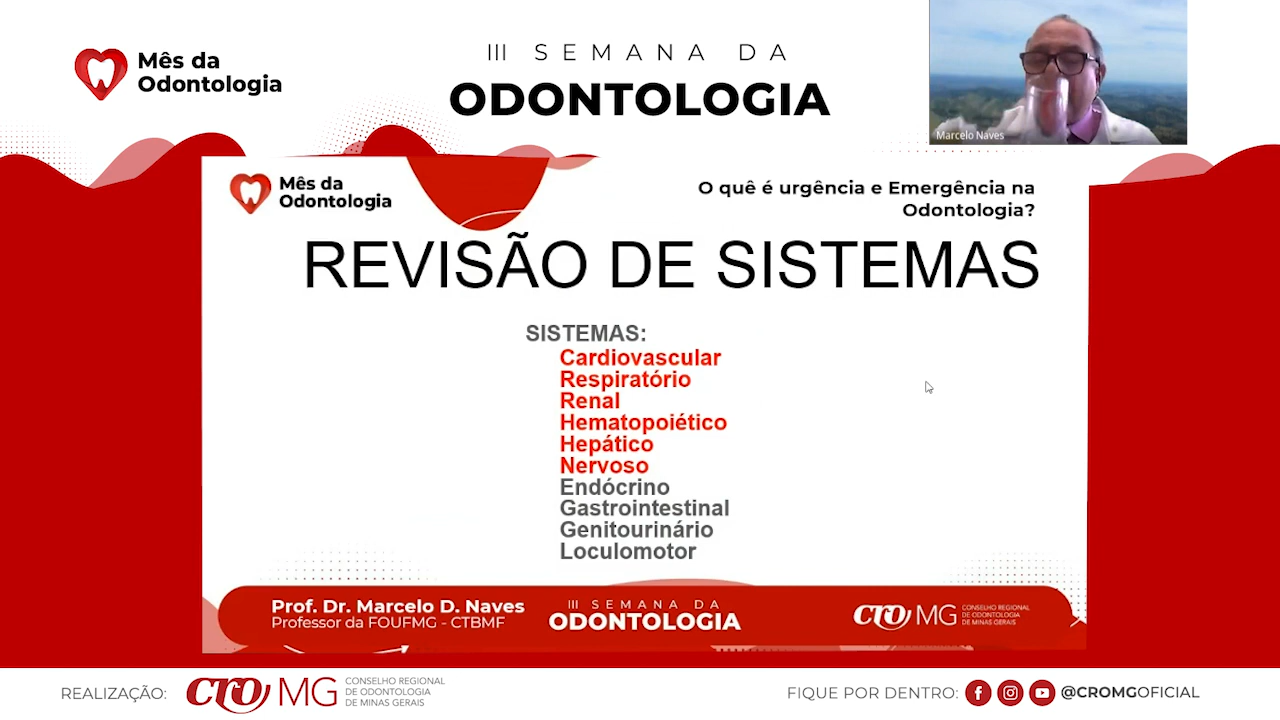 Mês da
Odontologia
III SEMANA DA
ODONTOLOGIA
Marcelo Naves
Mês da
Odontologia
O quê é urgência e Emergência na
Odontologia?
REVISÃO DE SISTEMAS
SISTEMAS:
Cardiovascular
Respiratório
Renal
Hematopoiético
Hepático
Nervoso
Endócrino
Gastrointestinal
Genitourinário
Loculomotor
Prof. Dr. Marcelo D. Naves
Professor da FOUFMG - CTBMF
III SEMANA DA
ODONTOLOGIA
CRO MG
CONSELHO REGIONAL
DE ODONTOLOGIA
DE MINAS GERAIS
REALIZAÇÃO:
CRO MG
CONSELHO REGIONAL
DE ODONTOLOGIA
DE MINAS GERAIS
FIQUE POR DENTRO:
@CROMGOFICIAL